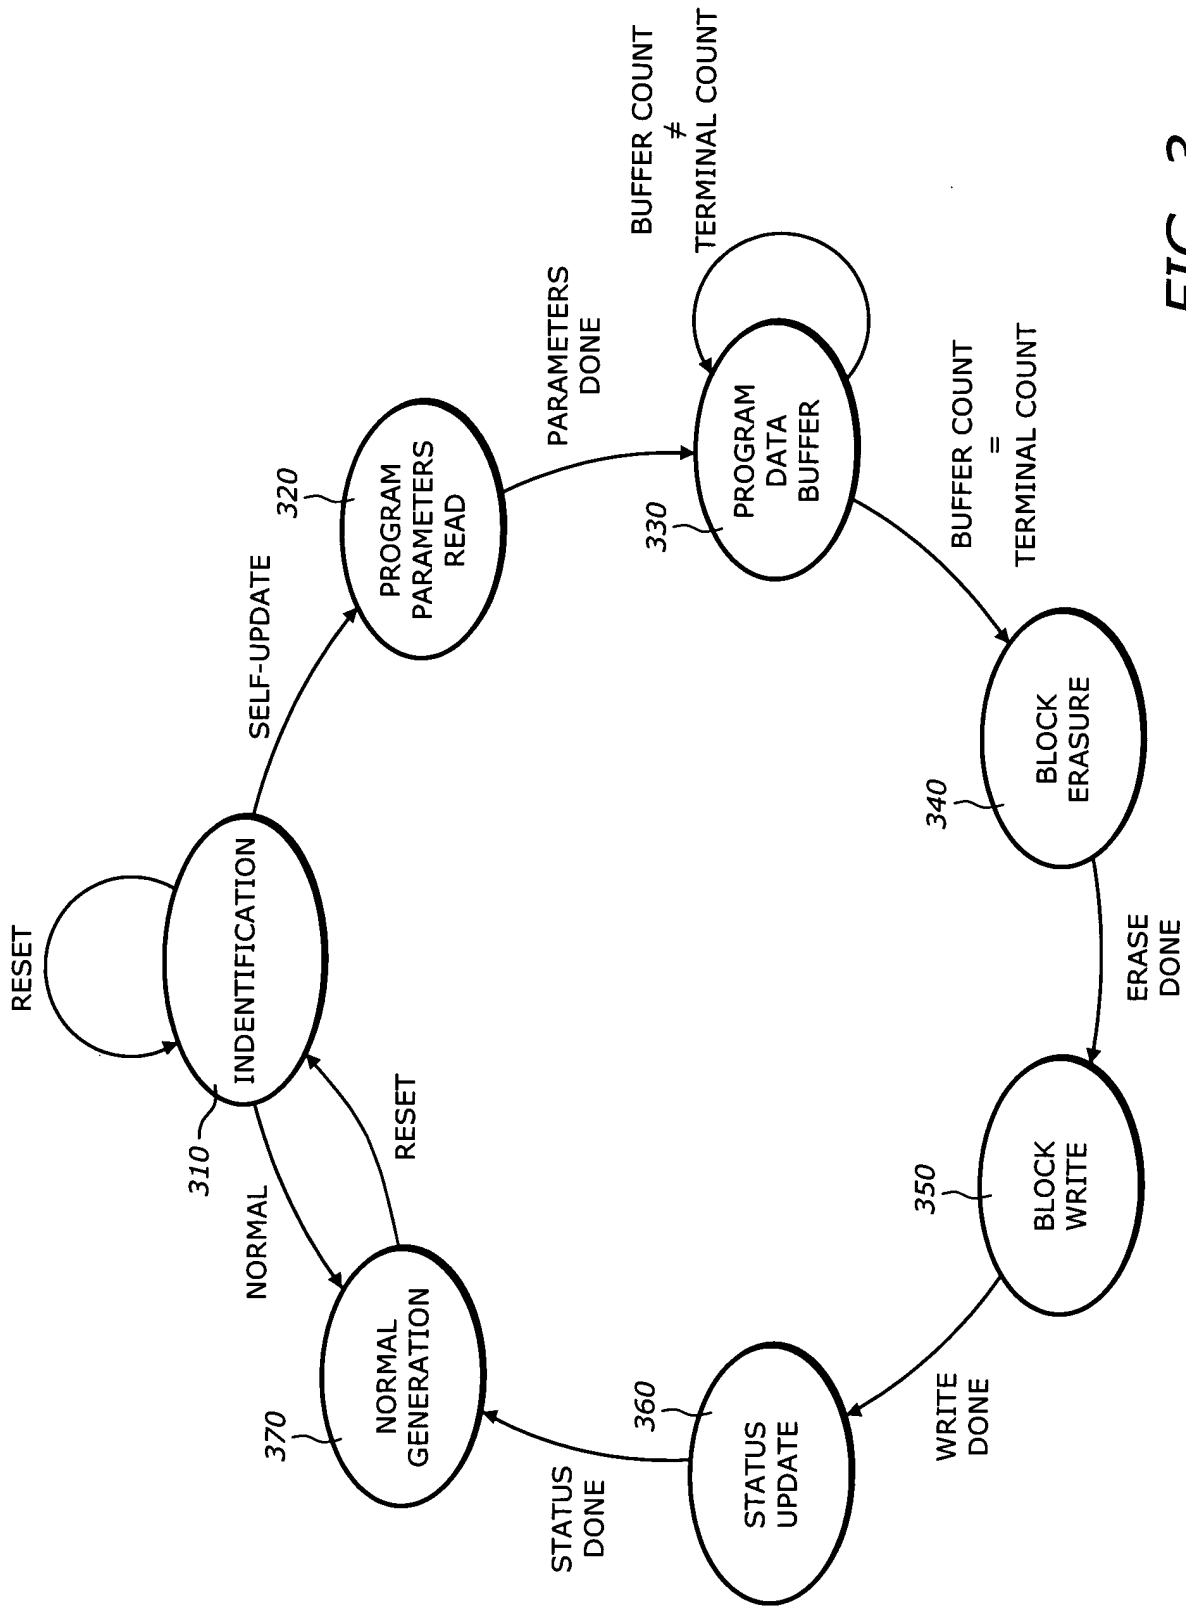 RESET
310
INDENTIFICATION
NORMAL
SELF-UPDATE
RESET
370
NORMAL
GENERATION
320
PROGRAM
PARAMETERS
READ
STATUS
DONE
PARAMETERS
DONE
BUFFER COUNT
≠
TERMINAL COUNT
360
STATUS
UPDATE
330
PROGRAM
DATA
BUFFER
WRITE
DONE
BUFFER COUNT
=
TERMINAL COUNT
350
BLOCK
WRITE
340
BLOCK
ERASURE
ERASE
DONE
FIG